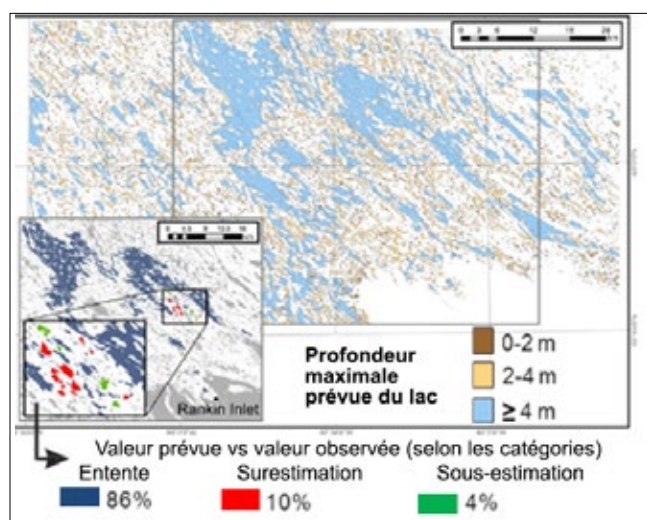 Rankin Inlet
Profondeur
maximale
prévue du lac
0-2 m
2-4 m
≥ 4 m
Valeur prévue vs valeur observée (selon les catégories)
Entente
Surestimation
Sous-estimation
86%
10%
4%